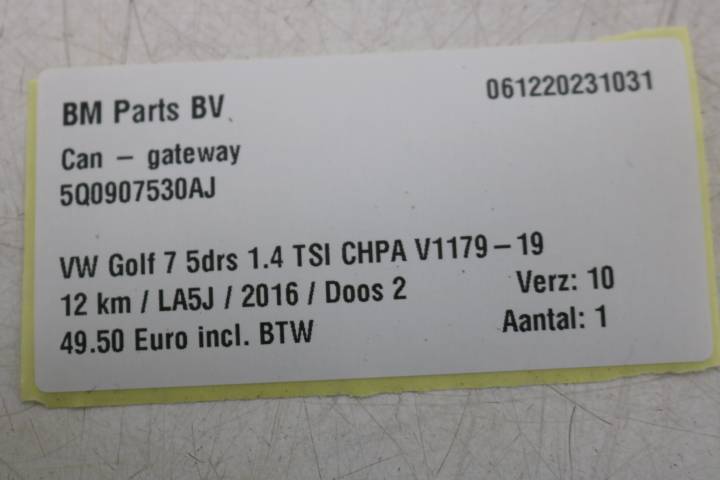 BM Parts BV 061220231031
Can – gateway
5Q0907530AJ
VW Golf 7 5drs 1.4 TSI CHPA V1179–19
12 km / LA5J / 2016 / Doos 2 Verz: 10
49.50 Euro incl. BTW Aantal: 1